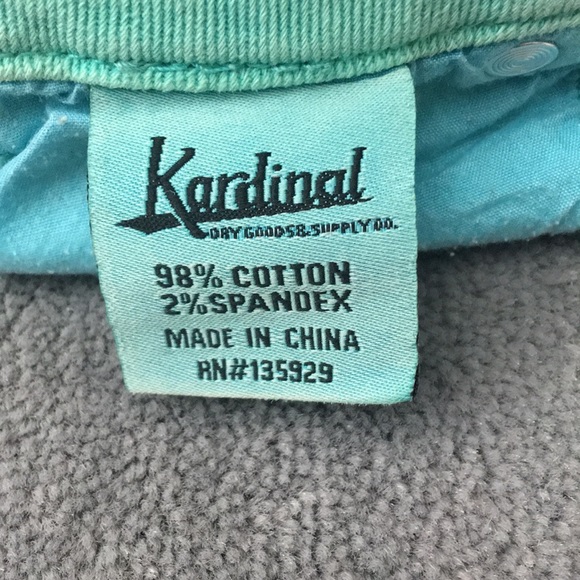 Kardinal
DRY GOODS & SUPPLY CO.
98% COTTON
2% SPANDEX
MADE IN CHINA
RN#135929